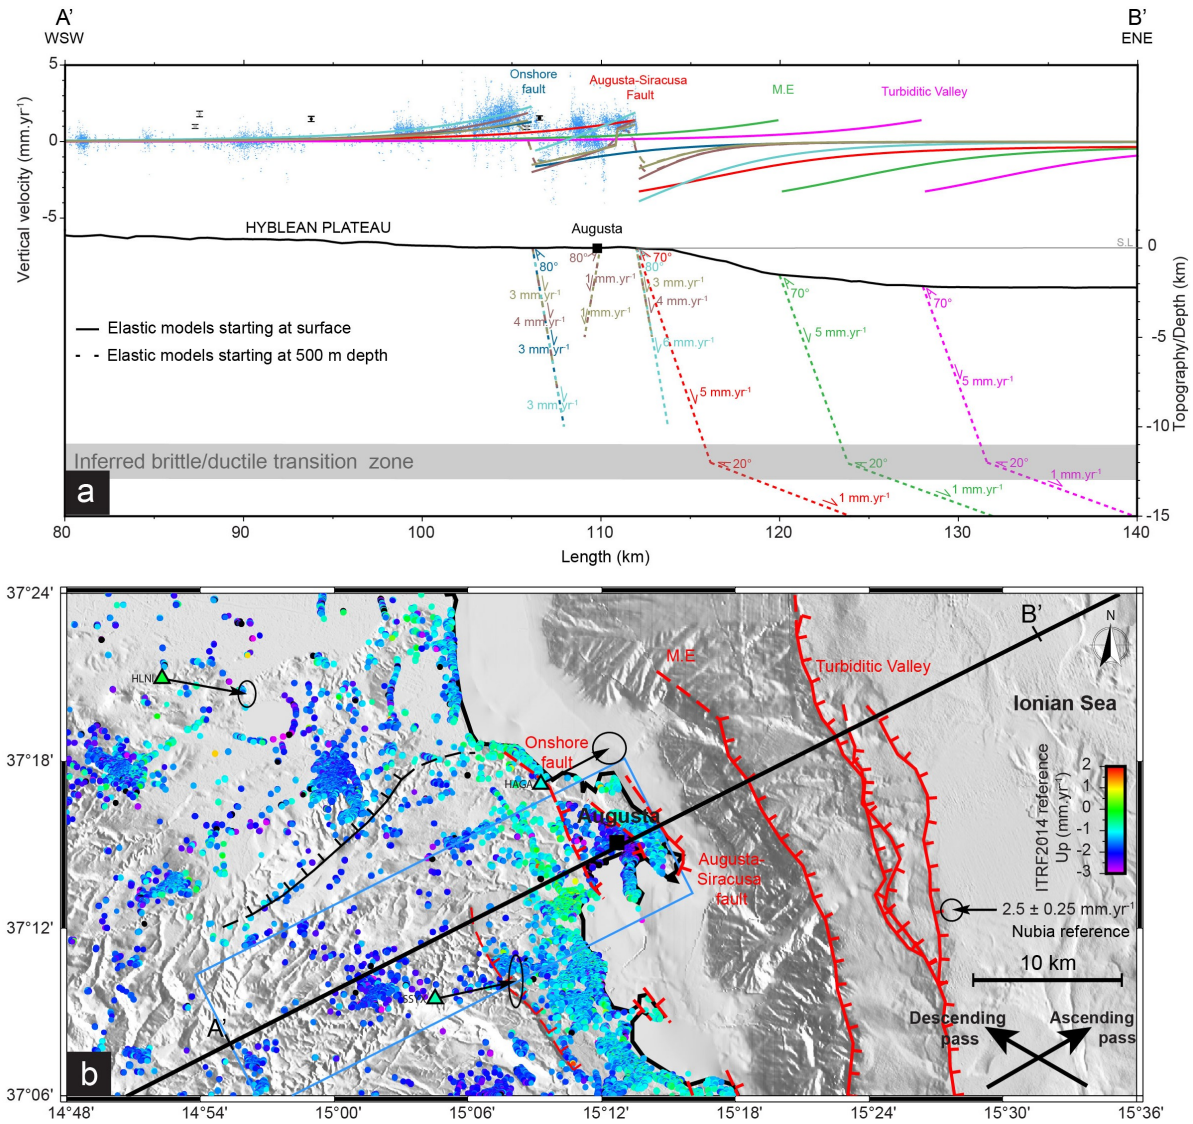 A’
WSW
B’
ENE
5
0
-5
Vertical velocity (mm.yr⁻¹)
Onshore
fault
Augusta-Siracusa
Fault
M.E
Turbiditic Valley
HYBLEAN PLATEAU
Augusta
S.L
0
-5
-10
-15
Topography/Depth (km)
80°
80°
70°
80°
70°
70°
3 mm.yr⁻¹
4 mm.yr⁻¹
3 mm.yr⁻¹
3 mm.yr⁻¹
1 mm.yr⁻¹
1 mm.yr⁻¹
3 mm.yr⁻¹
4 mm.yr⁻¹
6 mm.yr⁻¹
5 mm.yr⁻¹
5 mm.yr⁻¹
5 mm.yr⁻¹
Elastic models starting at surface
Elastic models starting at 500 m depth
Inferred brittle/ductile transition zone
20°
20°
20°
1 mm.yr⁻¹
1 mm.yr⁻¹
1 mm.yr⁻¹
a
80
90
100
110
120
130
140
Length (km)
37°24'
37°18'
37°12'
37°06'
B’
N
M.E
Turbiditic Valley
HLNI
Ionian Sea
Onshore
fault
HAGA
Augusta
Augusta-
Siracusa
fault
ITRF2014 reference
Up (mm.yr⁻¹)
2
1
0
-1
-2
-3
2.5 ± 0.25 mm.yr⁻¹
Nubia reference
10 km
A’
Descending
pass
Ascending
pass
b
14°48'
14°54'
15°00'
15°06'
15°12'
15°18'
15°24'
15°30'
15°36'